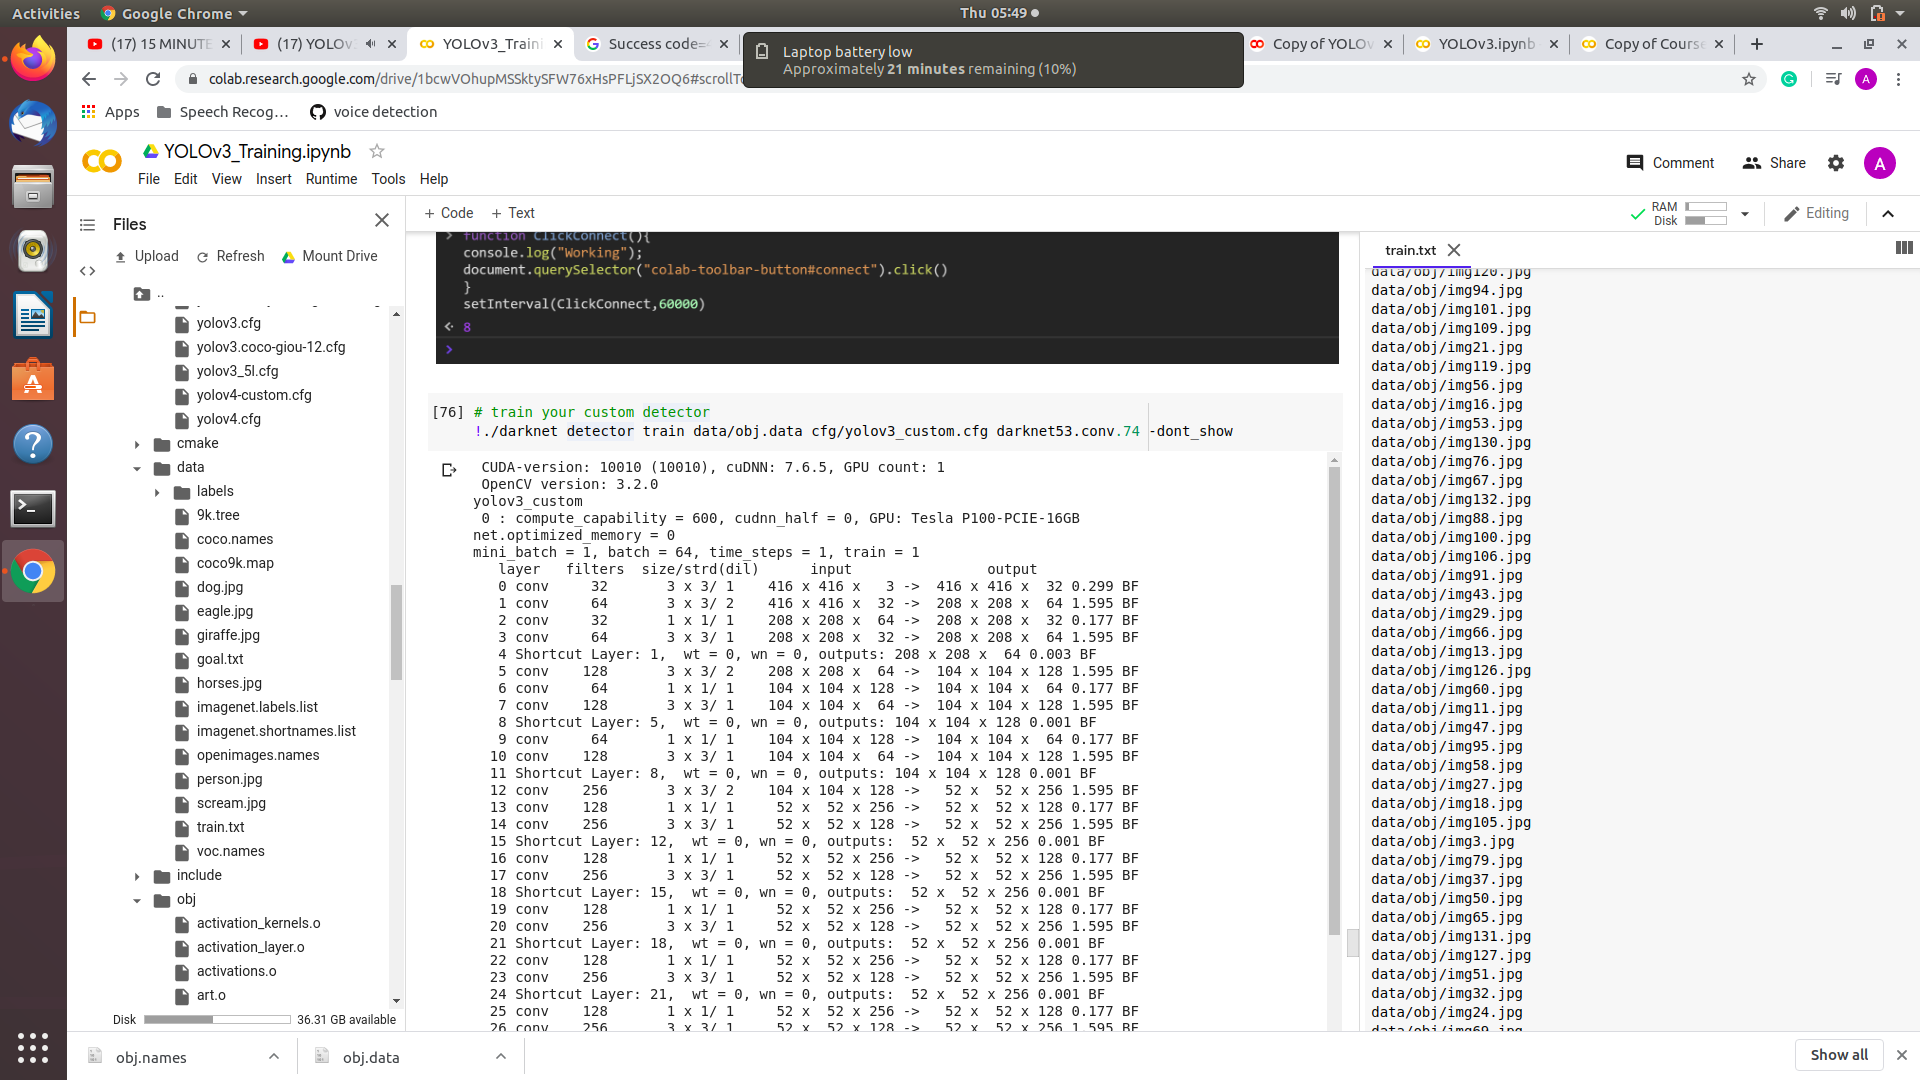 Activities
Google Chrome
Thu 05:49
(17) 15 MINUTE
(17) YOLOv3
YOLOv3_Traini
Success code=
Copy of YOLOv
YOLOv3.ipynb
Copy of Course
Laptop battery low
Approximately 21 minutes remaining (10%)
colab.research.google.com/drive/1bcwVOhupMSSktySFW76xHsPFLjSX2OQ6#scrollTo
A
Apps
Speech Recog…
voice detection
YOLOv3_Training.ipynb
File Edit View Insert Runtime Tools Help
Comment
Share
A
Files
+ Code + Text
RAM
Disk
Editing
Upload Refresh Mount Drive
..
yolov3.cfg
yolov3.coco-giou-12.cfg
yolov3_5l.cfg
yolov4-custom.cfg
yolov4.cfg
cmake
data
labels
9k.tree
coco.names
coco9k.map
dog.jpg
eagle.jpg
giraffe.jpg
goal.txt
horses.jpg
imagenet.labels.list
imagenet.shortnames.list
openimages.names
person.jpg
scream.jpg
train.txt
voc.names
include
obj
activation_kernels.o
activation_layer.o
activations.o
art.o
Disk 36.31 GB available
> function ClickConnect(){
console.log("Working");
document.querySelector("colab-toolbar-button#connect").click()
}
setInterval(ClickConnect,60000)
8
>
[76] # train your custom detector
!./darknet detector train data/obj.data cfg/yolov3_custom.cfg darknet53.conv.74 -dont_show
CUDA-version: 10010 (10010), cuDNN: 7.6.5, GPU count: 1
OpenCV version: 3.2.0
yolov3_custom
0 : compute_capability = 600, cudnn_half = 0, GPU: Tesla P100-PCIE-16GB
net.optimized_memory = 0
mini_batch = 1, batch = 64, time_steps = 1, train = 1
layer filters size/strd(dil) input output
0 conv 32 3 x 3/ 1 416 x 416 x 3 -> 416 x 416 x 32 0.299 BF
1 conv 64 3 x 3/ 2 416 x 416 x 32 -> 208 x 208 x 64 1.595 BF
2 conv 32 1 x 1/ 1 208 x 208 x 64 -> 208 x 208 x 32 0.177 BF
3 conv 64 3 x 3/ 1 208 x 208 x 32 -> 208 x 208 x 64 1.595 BF
4 Shortcut Layer: 1, wt = 0, wn = 0, outputs: 208 x 208 x 64 0.003 BF
5 conv 128 3 x 3/ 2 208 x 208 x 64 -> 104 x 104 x 128 1.595 BF
6 conv 64 1 x 1/ 1 104 x 104 x 128 -> 104 x 104 x 64 0.177 BF
7 conv 128 3 x 3/ 1 104 x 104 x 64 -> 104 x 104 x 128 1.595 BF
8 Shortcut Layer: 5, wt = 0, wn = 0, outputs: 104 x 104 x 128 0.001 BF
9 conv 64 1 x 1/ 1 104 x 104 x 128 -> 104 x 104 x 64 0.177 BF
10 conv 128 3 x 3/ 1 104 x 104 x 64 -> 104 x 104 x 128 1.595 BF
11 Shortcut Layer: 8, wt = 0, wn = 0, outputs: 104 x 104 x 128 0.001 BF
12 conv 256 3 x 3/ 2 104 x 104 x 128 -> 52 x 52 x 256 1.595 BF
13 conv 128 1 x 1/ 1 52 x 52 x 256 -> 52 x 52 x 128 0.177 BF
14 conv 256 3 x 3/ 1 52 x 52 x 128 -> 52 x 52 x 256 1.595 BF
15 Shortcut Layer: 12, wt = 0, wn = 0, outputs: 52 x 52 x 256 0.001 BF
16 conv 128 1 x 1/ 1 52 x 52 x 256 -> 52 x 52 x 128 0.177 BF
17 conv 256 3 x 3/ 1 52 x 52 x 128 -> 52 x 52 x 256 1.595 BF
18 Shortcut Layer: 15, wt = 0, wn = 0, outputs: 52 x 52 x 256 0.001 BF
19 conv 128 1 x 1/ 1 52 x 52 x 256 -> 52 x 52 x 128 0.177 BF
20 conv 256 3 x 3/ 1 52 x 52 x 128 -> 52 x 52 x 256 1.595 BF
21 Shortcut Layer: 18, wt = 0, wn = 0, outputs: 52 x 52 x 256 0.001 BF
22 conv 128 1 x 1/ 1 52 x 52 x 256 -> 52 x 52 x 128 0.177 BF
23 conv 256 3 x 3/ 1 52 x 52 x 128 -> 52 x 52 x 256 1.595 BF
24 Shortcut Layer: 21, wt = 0, wn = 0, outputs: 52 x 52 x 256 0.001 BF
25 conv 128 1 x 1/ 1 52 x 52 x 256 -> 52 x 52 x 128 0.177 BF
26 conv 256 3 x 3/ 1 52 x 52 x 128 -> 52 x 52 x 256 1.595 BF
train.txt
data/obj/img120.jpg
data/obj/img94.jpg
data/obj/img101.jpg
data/obj/img109.jpg
data/obj/img21.jpg
data/obj/img119.jpg
data/obj/img56.jpg
data/obj/img16.jpg
data/obj/img53.jpg
data/obj/img130.jpg
data/obj/img76.jpg
data/obj/img67.jpg
data/obj/img132.jpg
data/obj/img88.jpg
data/obj/img100.jpg
data/obj/img106.jpg
data/obj/img91.jpg
data/obj/img43.jpg
data/obj/img29.jpg
data/obj/img66.jpg
data/obj/img13.jpg
data/obj/img126.jpg
data/obj/img60.jpg
data/obj/img11.jpg
data/obj/img47.jpg
data/obj/img95.jpg
data/obj/img58.jpg
data/obj/img27.jpg
data/obj/img18.jpg
data/obj/img105.jpg
data/obj/img3.jpg
data/obj/img79.jpg
data/obj/img37.jpg
data/obj/img50.jpg
data/obj/img65.jpg
data/obj/img131.jpg
data/obj/img127.jpg
data/obj/img51.jpg
data/obj/img32.jpg
data/obj/img24.jpg
data/obj/img69.jpg
obj.names
obj.data
Show all